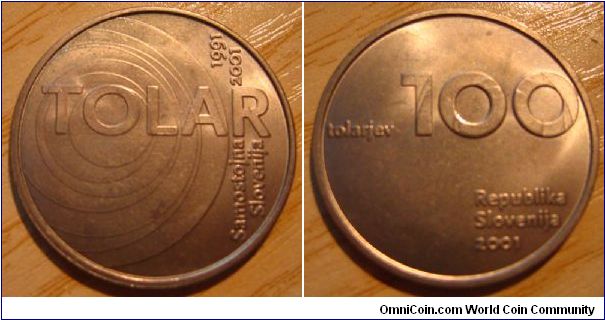 TOLAR
1991
2001
Samostojna
Slovenija
100
tolarjev
Republika
Slovenija
2001
OmniCoin.com World Coin Community